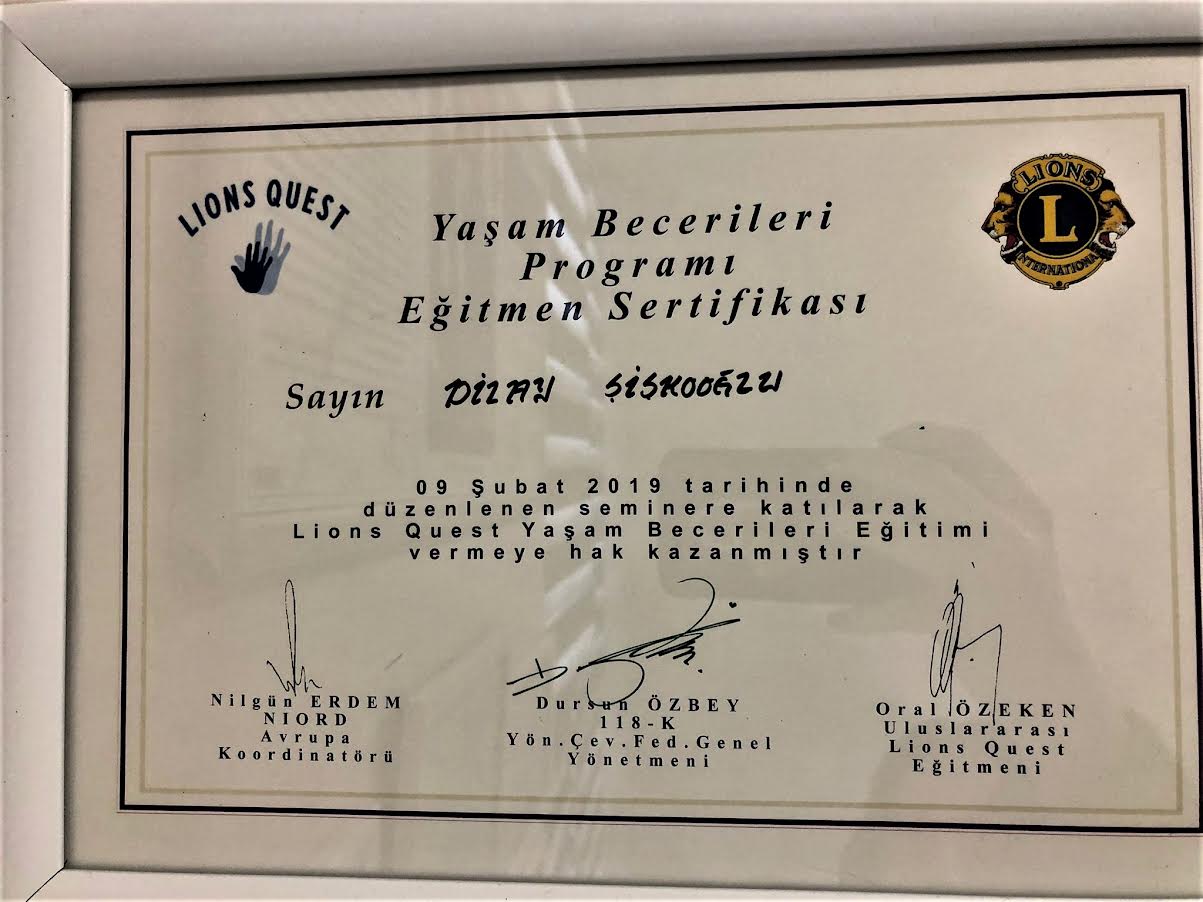 LIONS QUEST
LIONS
L
INTERNATIONAL
Yaşam Becerileri
Programı
Eğitmen Sertifikası
Sayın DİLAY ŞİŞKOOĞLU
09 Şubat 2019 tarihinde
düzenlenen seminere katılarak
Lions Quest Yaşam Becerileri Eğitimi
vermeye hak kazanmıştır
Nilgün ERDEM
NIORD
Avrupa
Koordinatörü
Dursun ÖZBEY
118-K
Yön.Çev.Fed.Genel
Yönetmeni
Oral ÖZEKEN
Uluslararası
Lions Quest
Eğitmeni